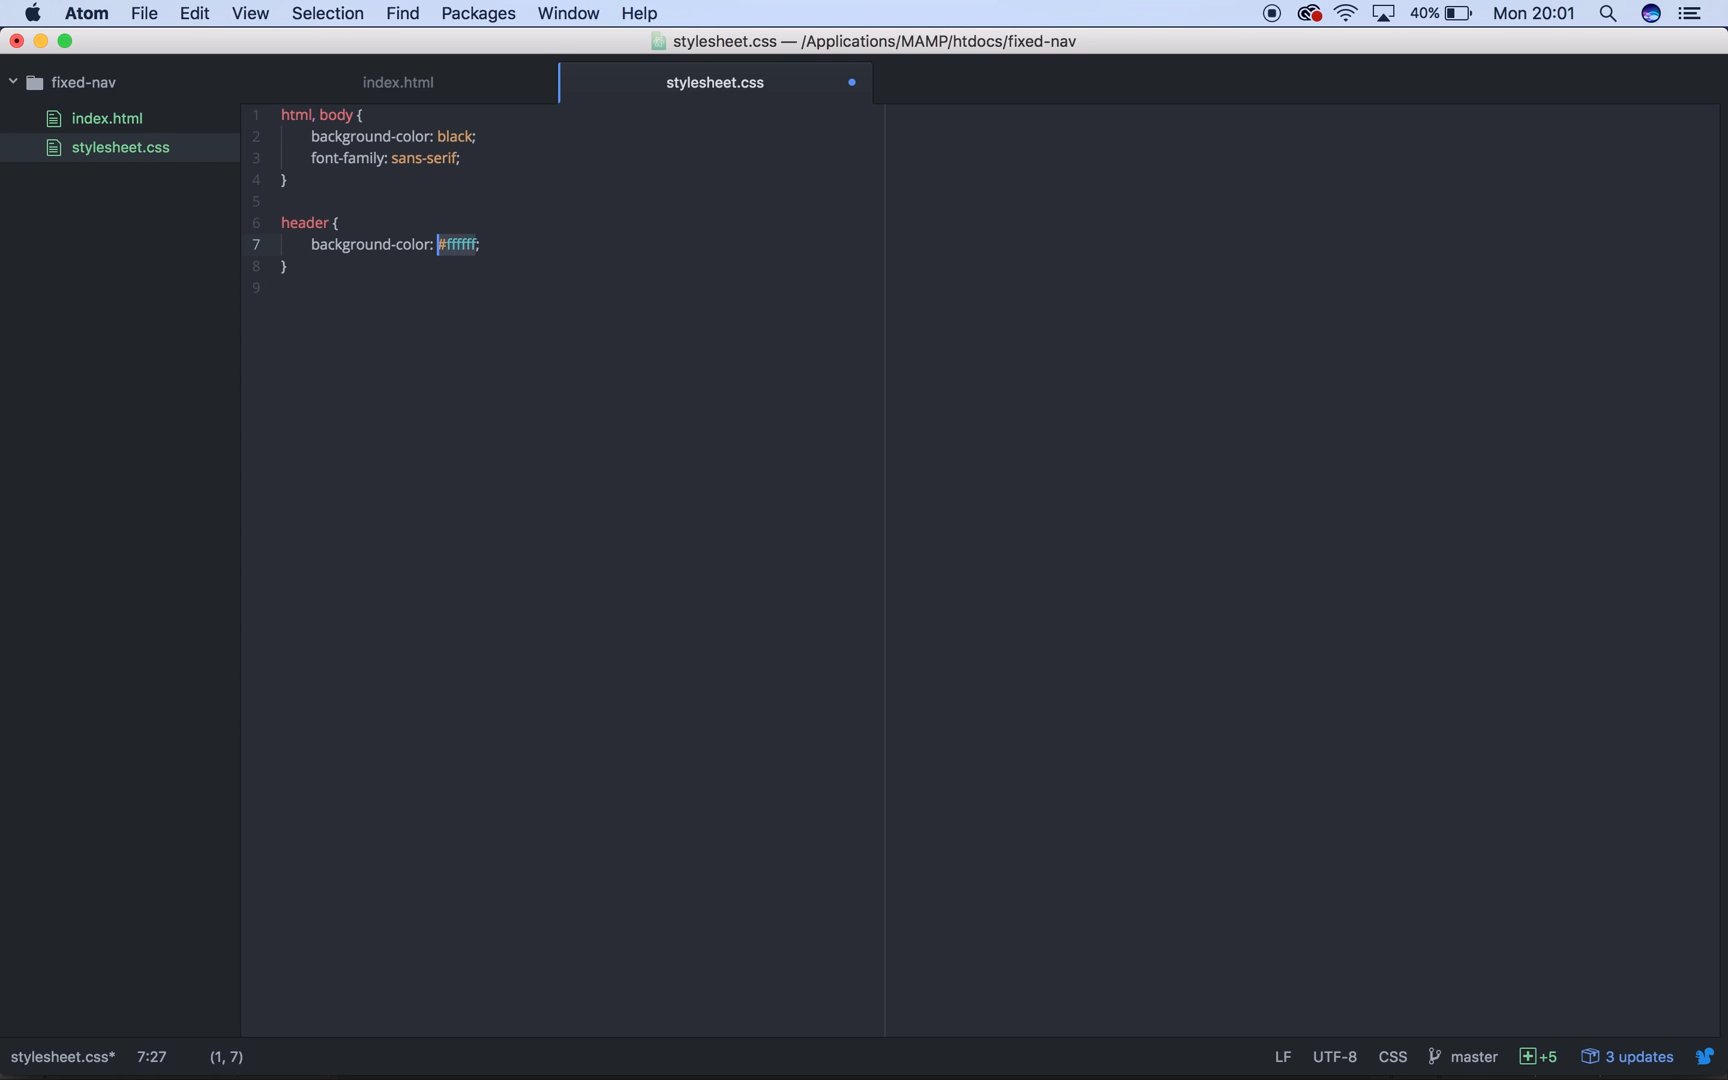 Atom File Edit View Selection Find Packages Window Help 40% Mon 20:01
stylesheet.css — /Applications/MAMP/htdocs/fixed-nav
fixed-nav
index.html
stylesheet.css
index.html
stylesheet.css
1 html, body {
2 background-color: black;
3 font-family: sans-serif;
4 }
5
6 header {
7 background-color: #ffffff;
8 }
9
stylesheet.css* 7:27 (1, 7) LF UTF-8 CSS master +5 3 updates